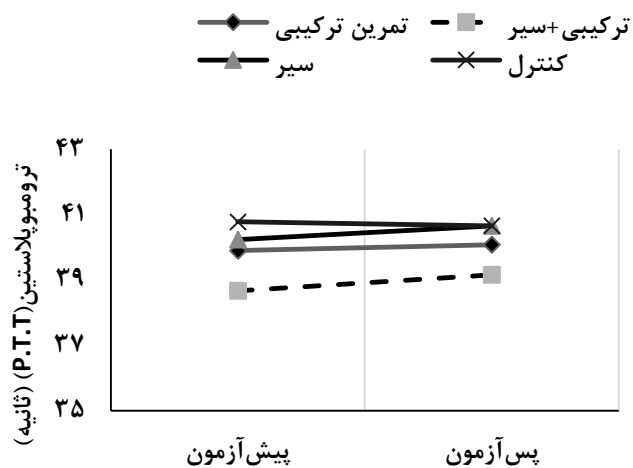 تمرین ترکیبی
ترکیبی+سیر
سیر
کنترل
ترومبوپلاستین(P.T.T) (ثانیه)
۴۳
۴۱
۳۹
۳۷
۳۵
پیش‌آزمون
پس‌آزمون